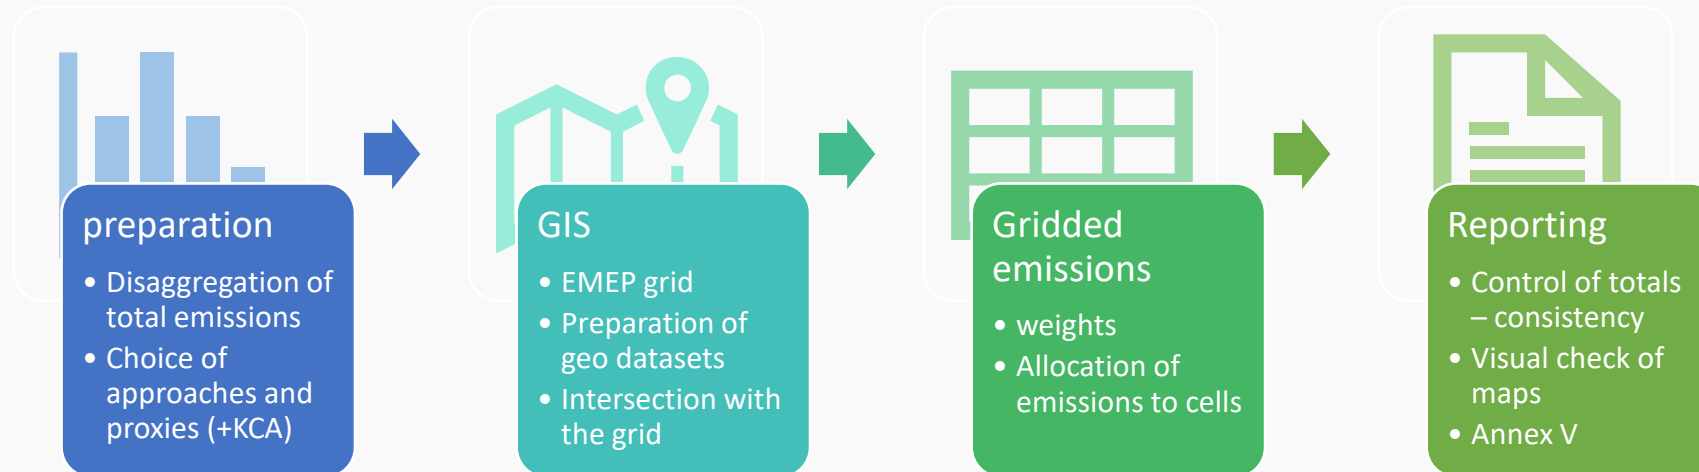 preparation
• Disaggregation of
total emissions
• Choice of
approaches and
proxies (+KCA)
GIS
• EMEP grid
• Preparation of
geo datasets
• Intersection with
the grid
Gridded
emissions
• weights
• Allocation of
emissions to cells
Reporting
• Control of totals
– consistency
• Visual check of
maps
• Annex V